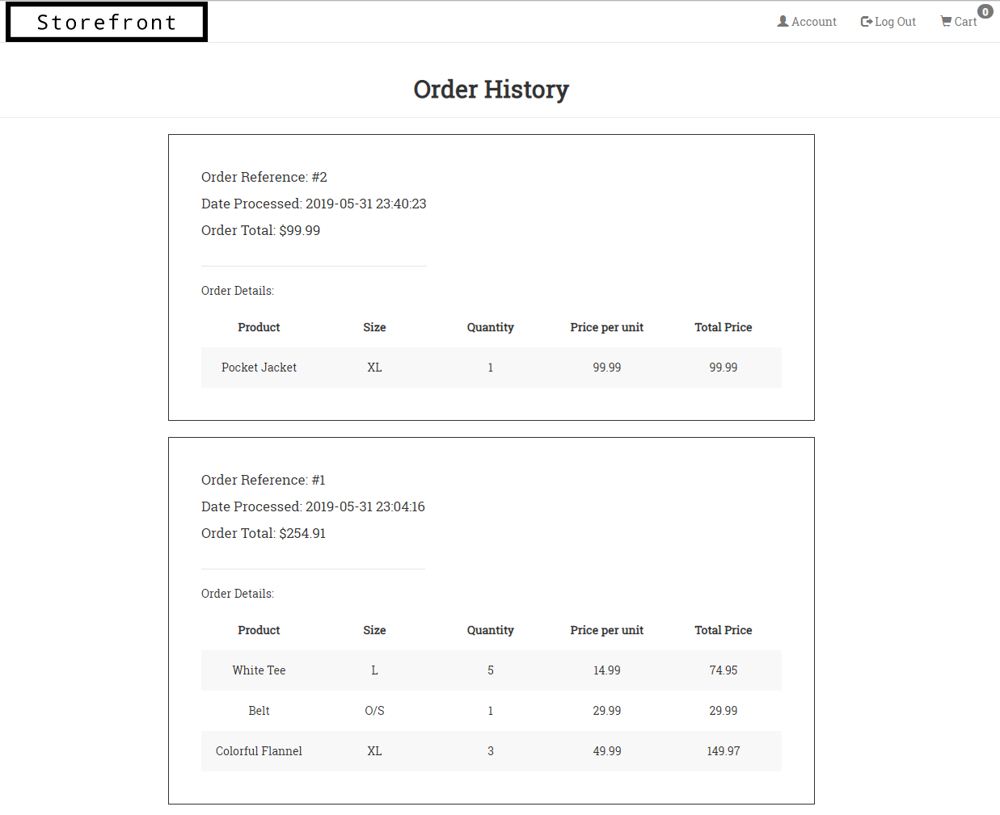 Storefront
Account Log Out Cart 0
Order History
Order Reference: #2
Date Processed: 2019-05-31 23:40:23
Order Total: $99.99
Order Details:
Product Size Quantity Price per unit Total Price
Pocket Jacket XL 1 99.99 99.99
Order Reference: #1
Date Processed: 2019-05-31 23:04:16
Order Total: $254.91
Order Details:
Product Size Quantity Price per unit Total Price
White Tee L 5 14.99 74.95
Belt O/S 1 29.99 29.99
Colorful Flannel XL 3 49.99 149.97